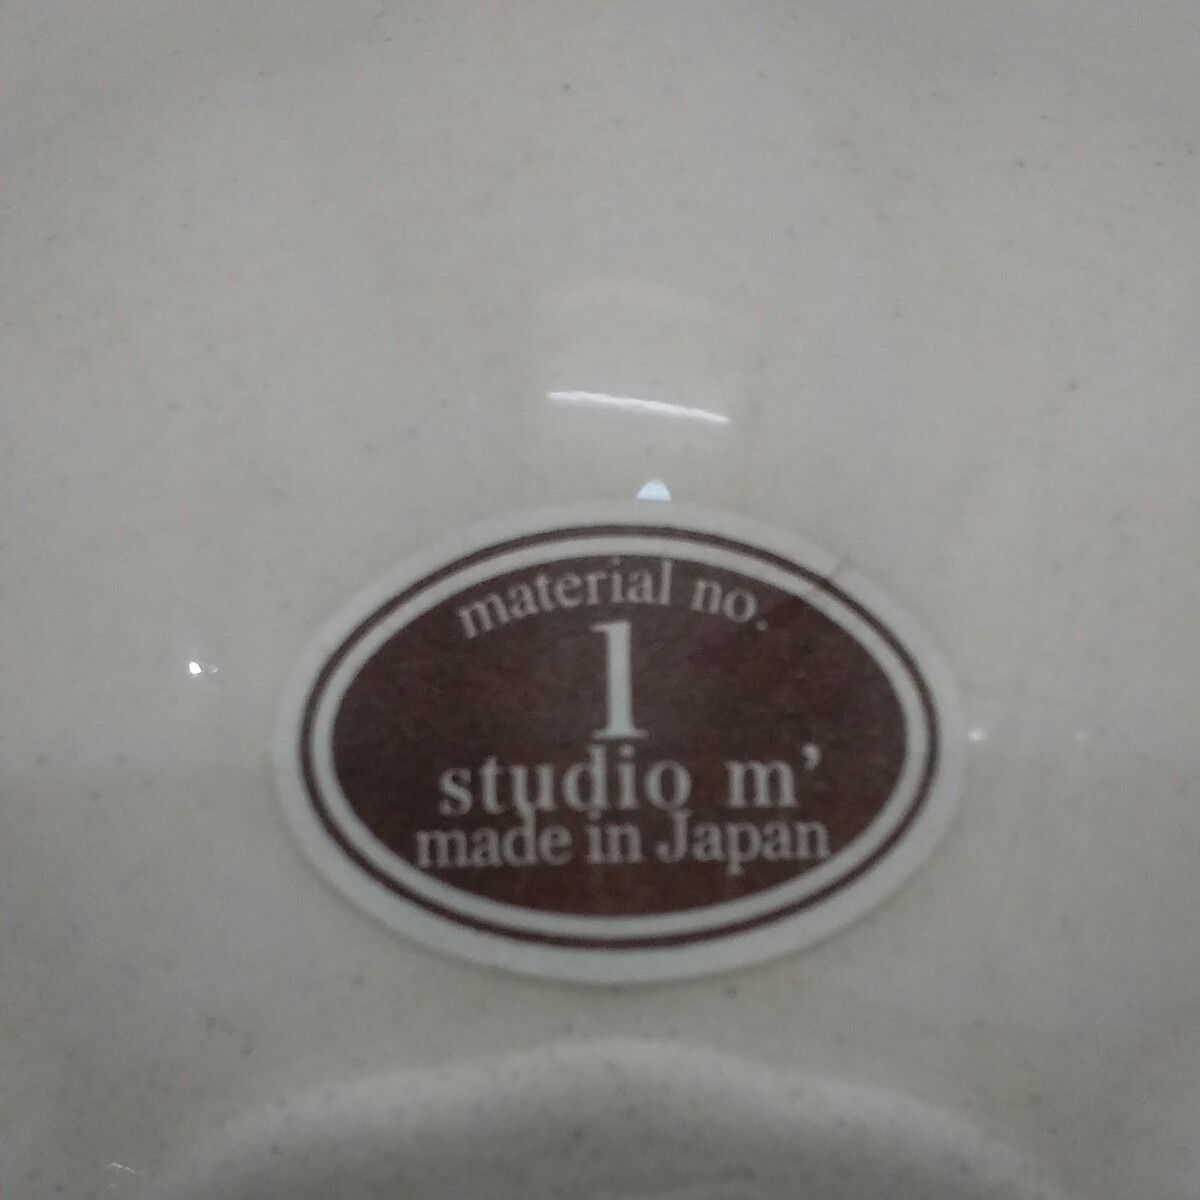 material no.
1
studio m'
made in Japan